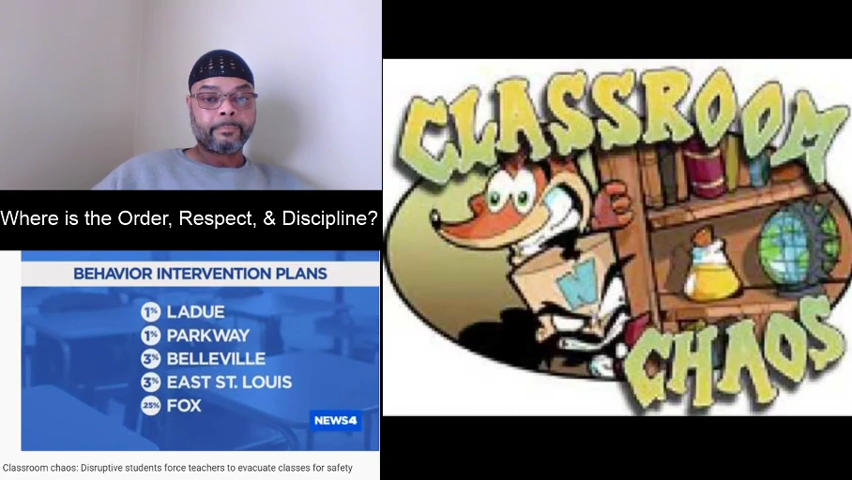 Where is the Order, Respect, & Discipline?
BEHAVIOR INTERVENTION PLANS
1% LADUE
1% PARKWAY
3% BELLEVILLE
3% EAST ST. LOUIS
25% FOX
NEWS4
Classroom chaos: Disruptive students force teachers to evacuate classes for safety
CLASSROOM
W
CHAOS